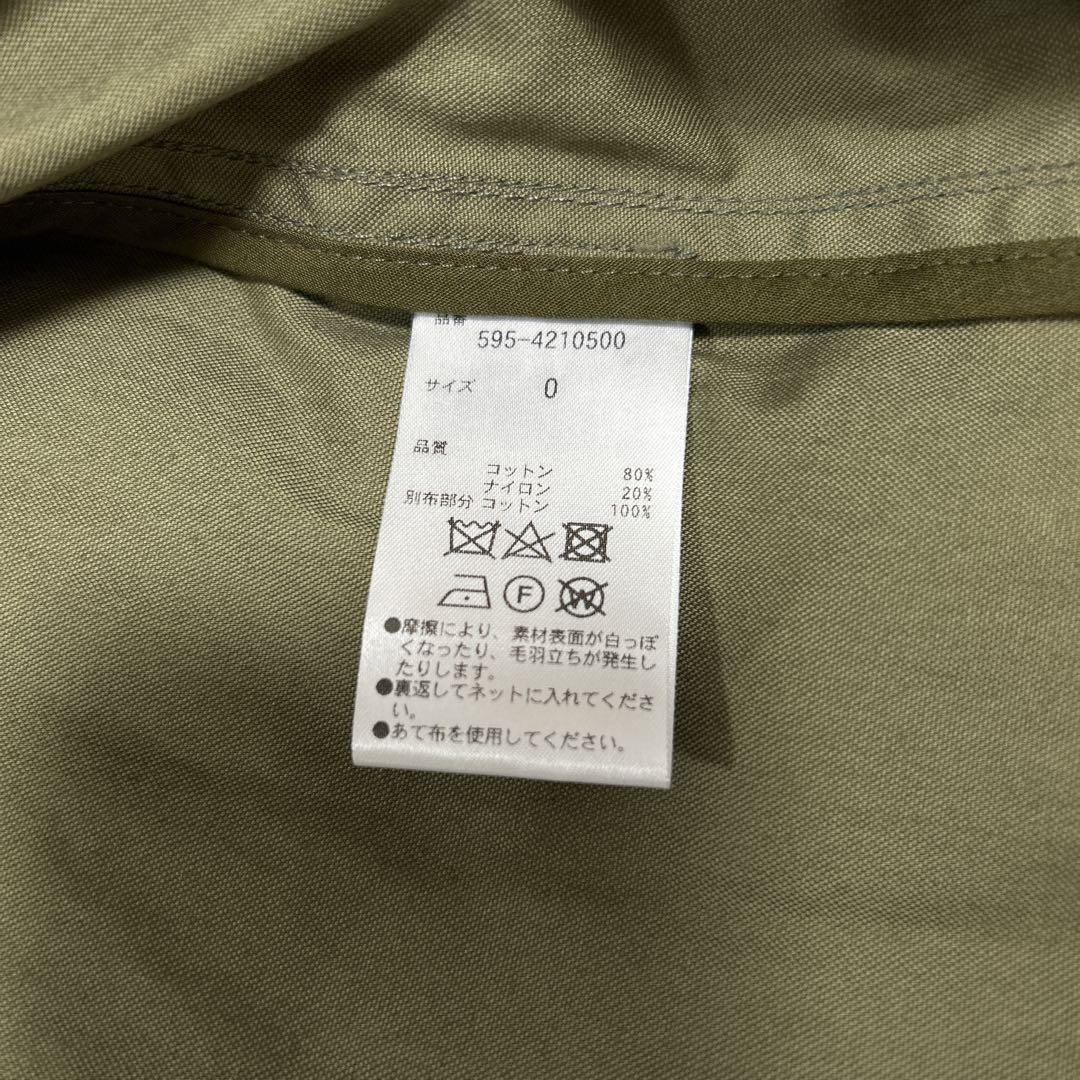 品番
595-4210500
サイズ 0
品質
コットン 80%
ナイロン 20%
別布部分 コットン 100%
F
W
●摩擦により、素材表面が白っぽ
くなったり、毛羽立ちが発生し
たりします。
●裏返してネットに入れてくださ
い。
●あて布を使用してください。